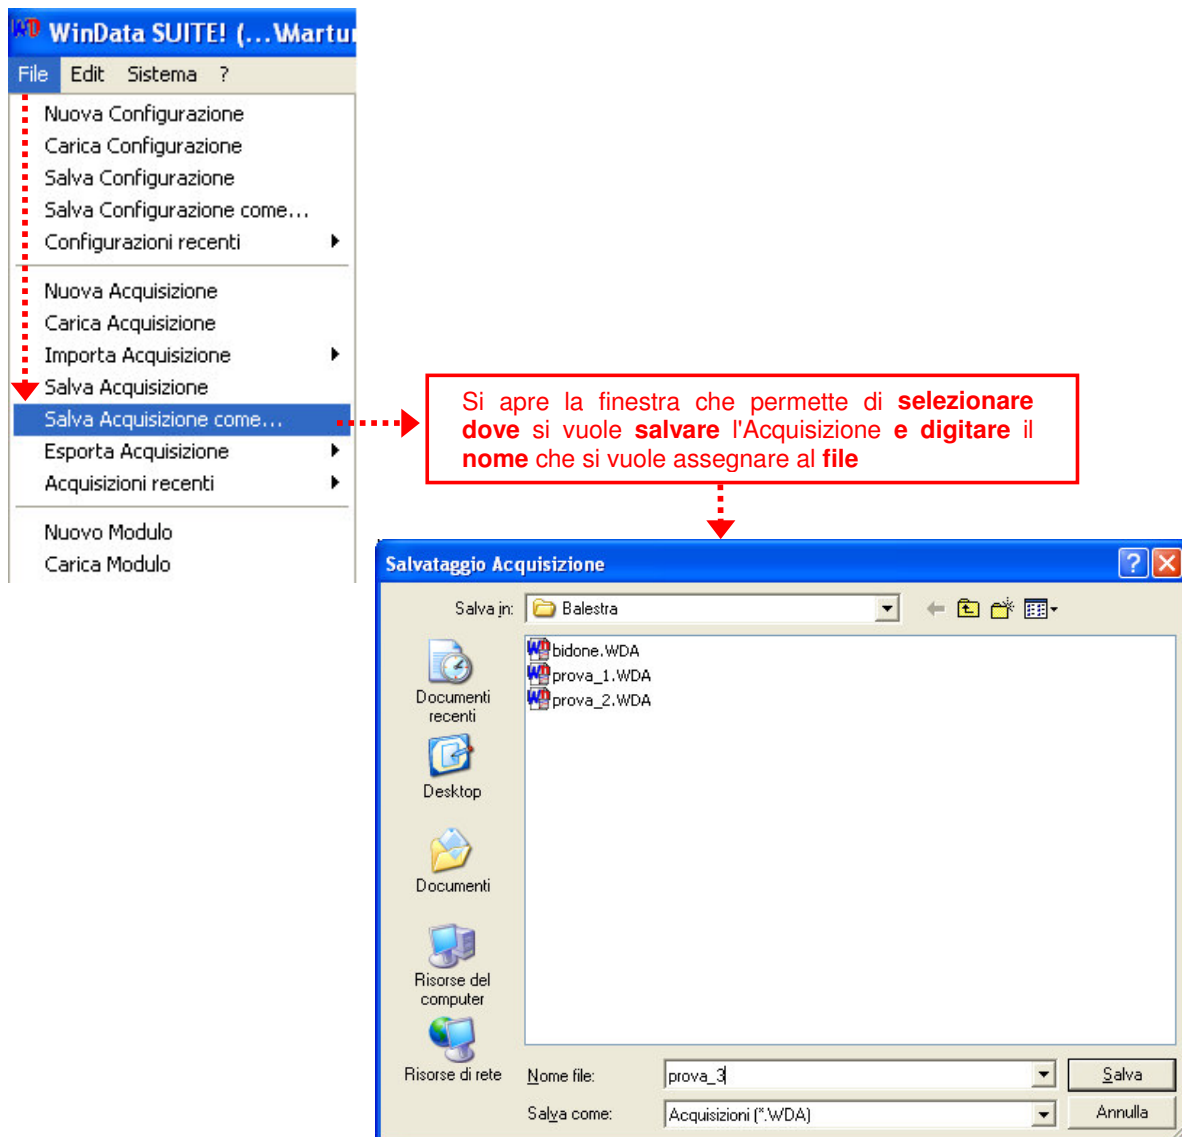 WinData SUITE! (...\Martu
File Edit Sistema ?
Nuova Configurazione
Carica Configurazione
Salva Configurazione
Salva Configurazione come...
Configurazioni recenti
Nuova Acquisizione
Carica Acquisizione
Importa Acquisizione
Salva Acquisizione
Salva Acquisizione come...
Esporta Acquisizione
Acquisizioni recenti
Nuovo Modulo
Carica Modulo
Si apre la finestra che permette di selezionare
dove si vuole salvare l'Acquisizione e digitare il
nome che si vuole assegnare al file
Salvataggio Acquisizione
Salva in: Balestra
bidone.WDA
prova_1.WDA
prova_2.WDA
Documenti
recenti
Desktop
Documenti
Risorse del
computer
Risorse di rete
Nome file: prova_3 Salva
Salva come: Acquisizioni (*.WDA) Annulla